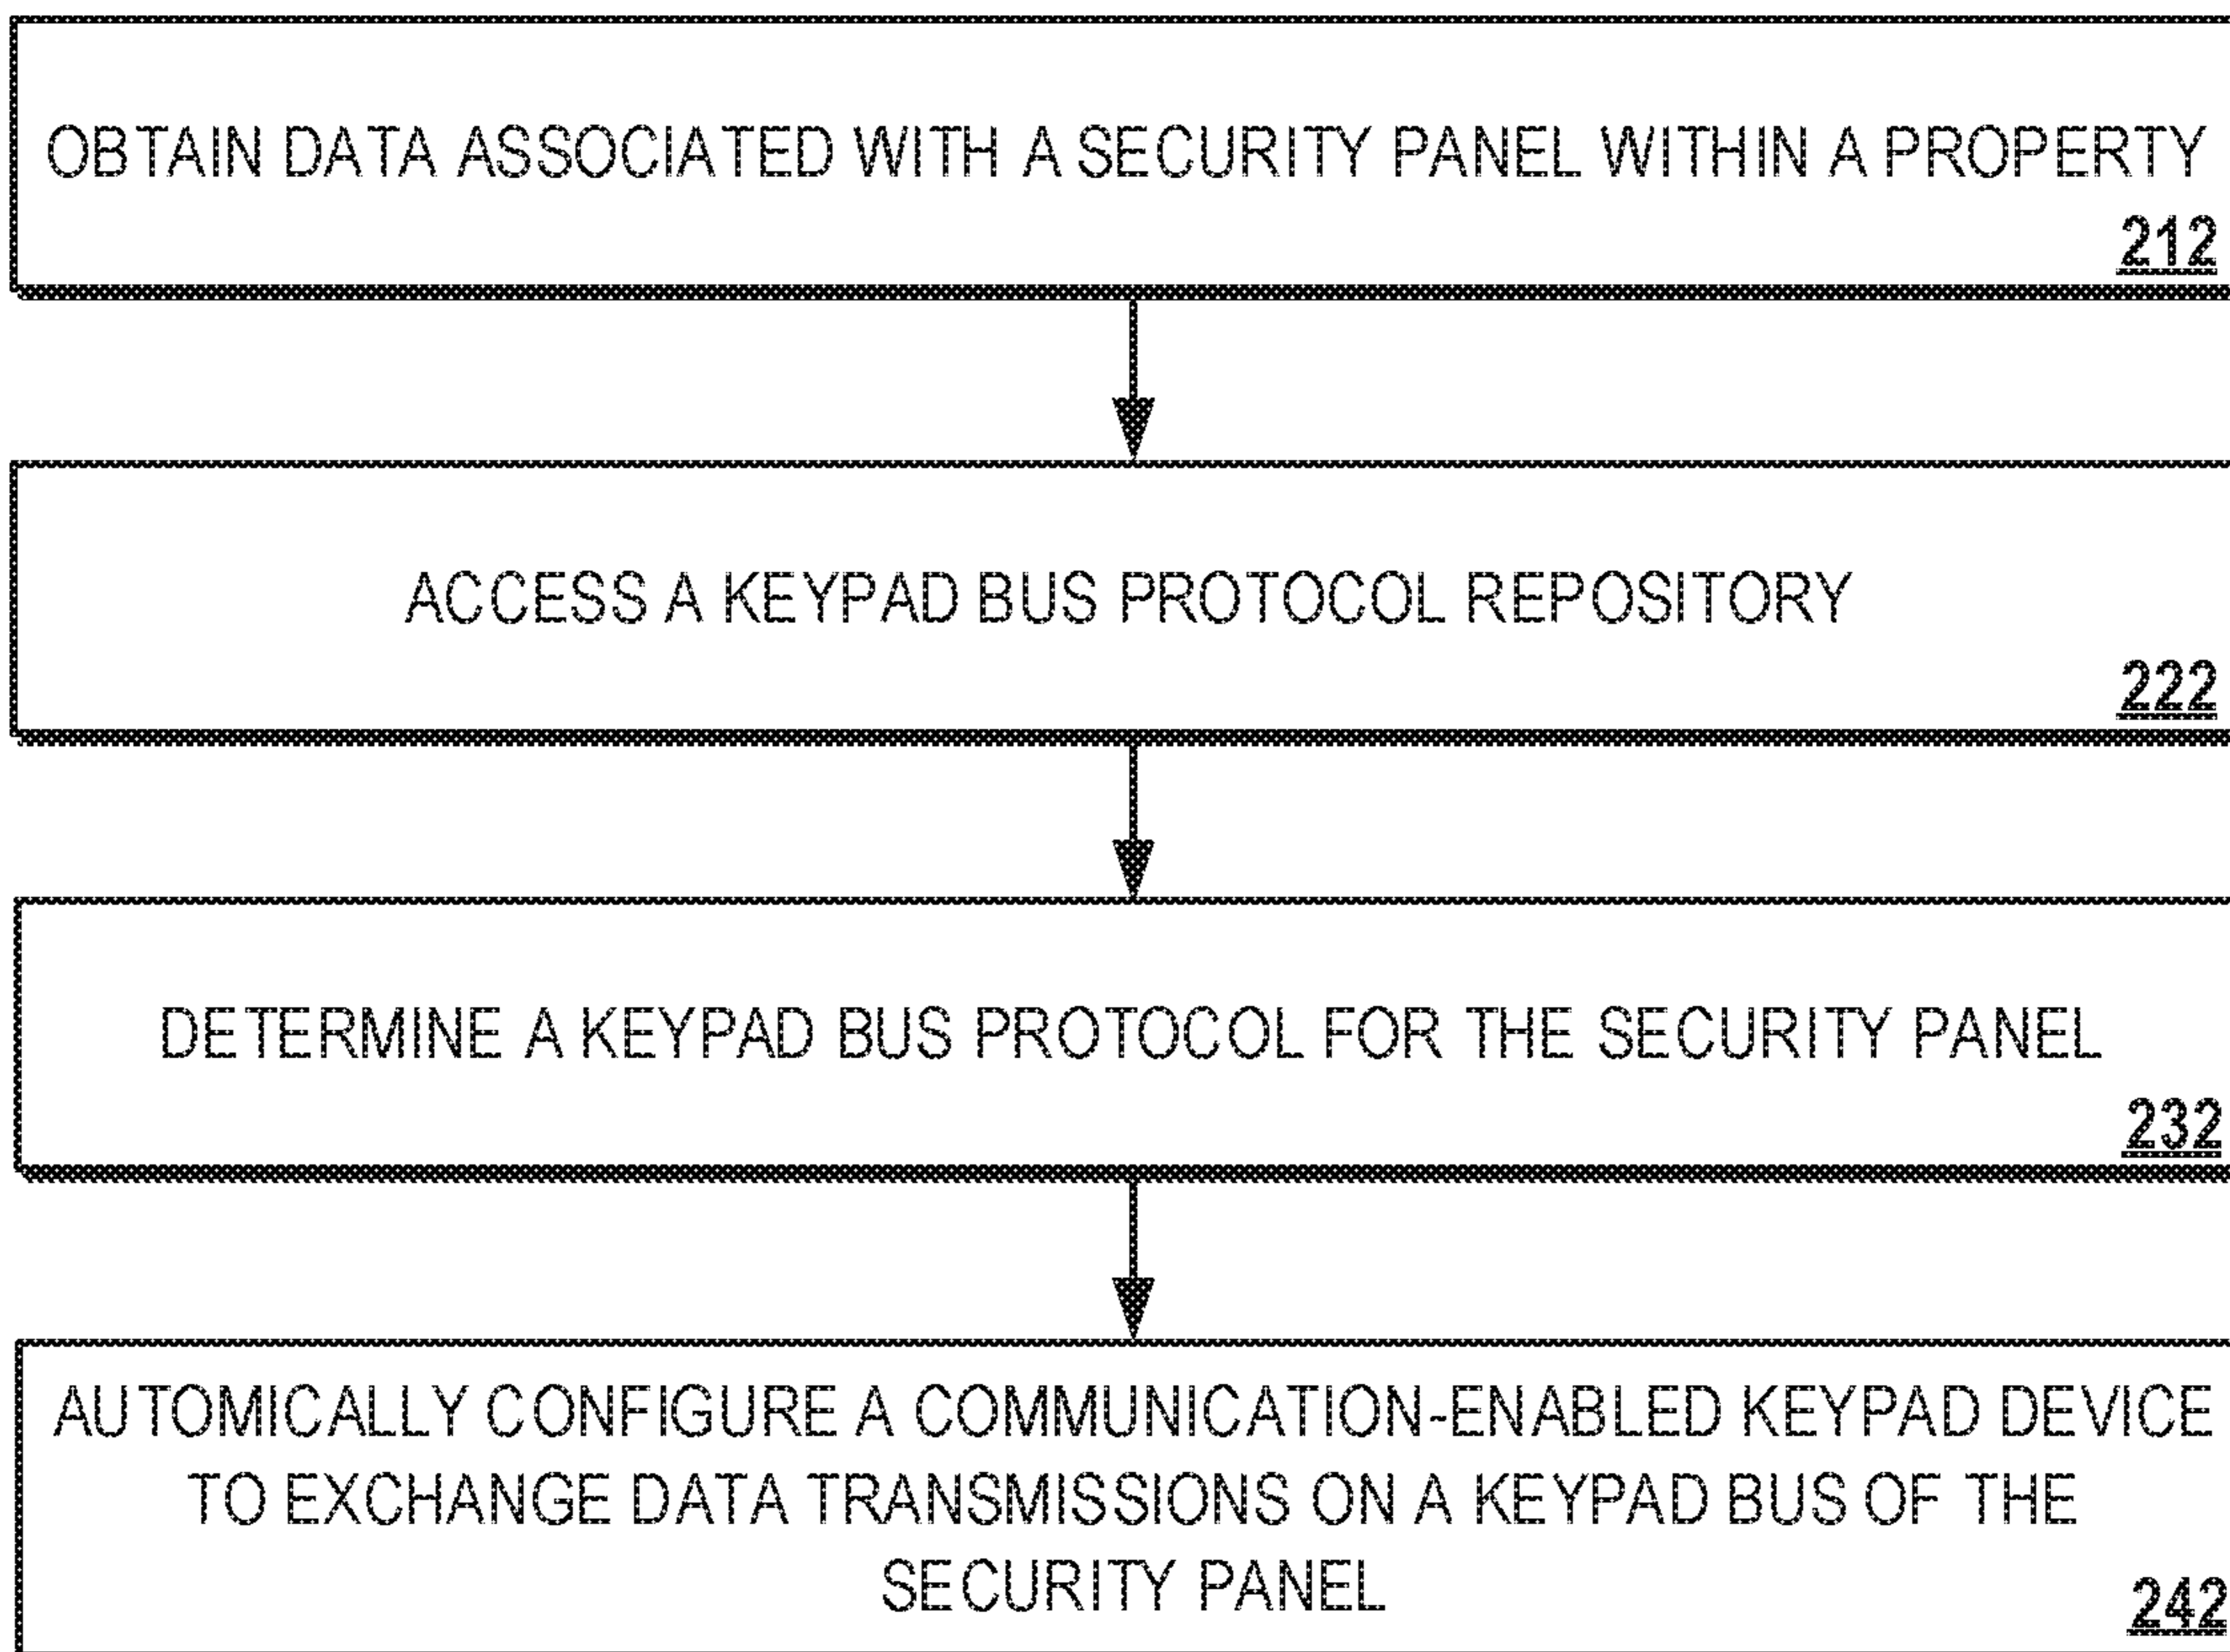 OBTAIN DATA ASSOCIATED WITH A SECURITY PANEL WITHIN A PROPERTY
212
ACCESS A KEYPAD BUS PROTOCOL REPOSITORY
222
DETERMINE A KEYPAD BUS PROTOCOL FOR THE SECURITY PANEL
232
AUTOMICALLY CONFIGURE A COMMUNICATION-ENABLED KEYPAD DEVICE
TO EXCHANGE DATA TRANSMISSIONS ON A KEYPAD BUS OF THE
SECURITY PANEL
242